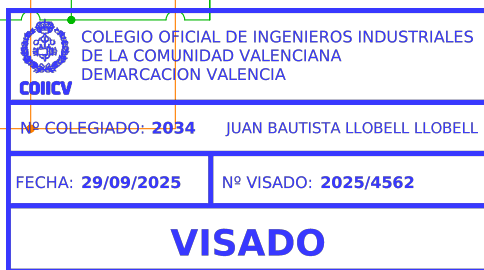 COLEGIO OFICIAL DE INGENIEROS INDUSTRIALES
DE LA COMUNIDAD VALENCIANA
DEMARCACION VALENCIA
COIICV
Nº COLEGIADO: 2034 JUAN BAUTISTA LLOBELL LLOBELL
FECHA: 29/09/2025 Nº VISADO: 2025/4562
VISADO